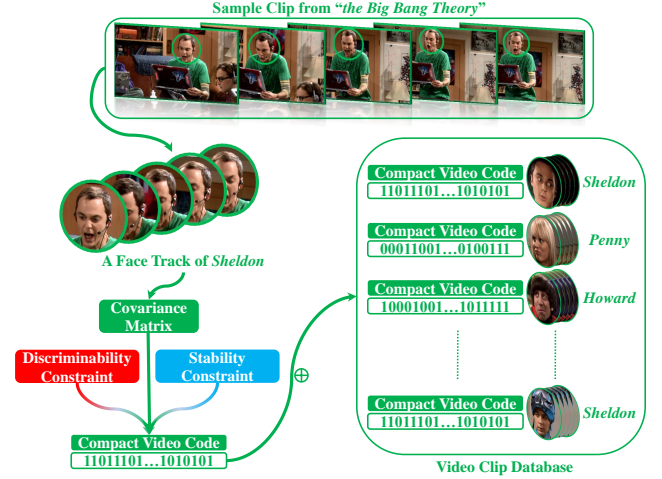 Sample Clip from “the Big Bang Theory”
A Face Track of Sheldon
Covariance
Matrix
Discriminability
Constraint
Stability
Constraint
Compact Video Code
11011101…1010101
Compact Video Code
11011101…1010101
Sheldon
Compact Video Code
00011001…0100111
Penny
Compact Video Code
10001001…1011111
Howard
Compact Video Code
11011101…1010101
Sheldon
Video Clip Database